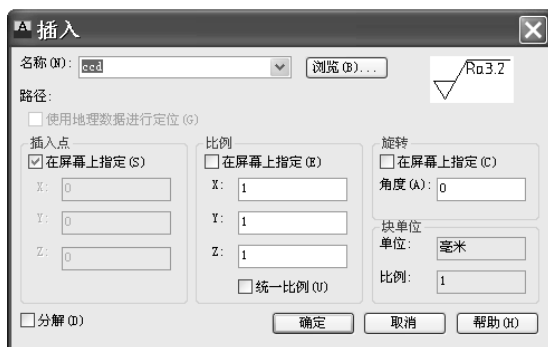 插入
名称(N): ccd 浏览(B)... Ra3.2
路径:
使用地理数据进行定位(G)
插入点 比例 旋转
在屏幕上指定(S) 在屏幕上指定(E) 在屏幕上指定(C)
X: 0 X: 1 角度(A): 0
Y: 0 Y: 1 块单位
单位: 毫米
Z: 0 Z: 1
比例: 1
统一比例(U)
分解(D) 确定 取消 帮助(H)